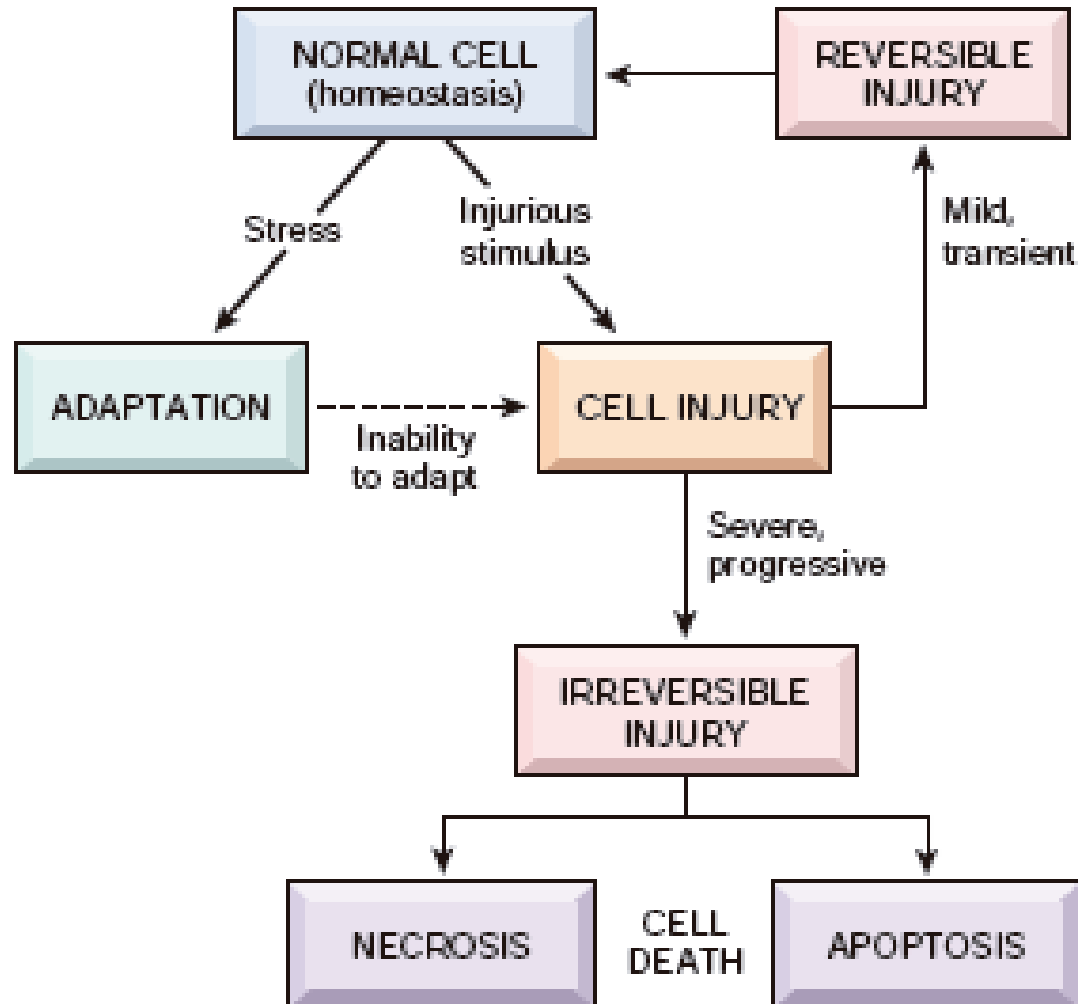 NORMAL CELL
(homeostasis)
REVERSIBLE
INJURY
Stress
Injurious
stimulus
Mild,
transient
ADAPTATION
Inability
to adapt
CELL INJURY
Severe,
progressive
IRREVERSIBLE
INJURY
NECROSIS
CELL
DEATH
APOPTOSIS